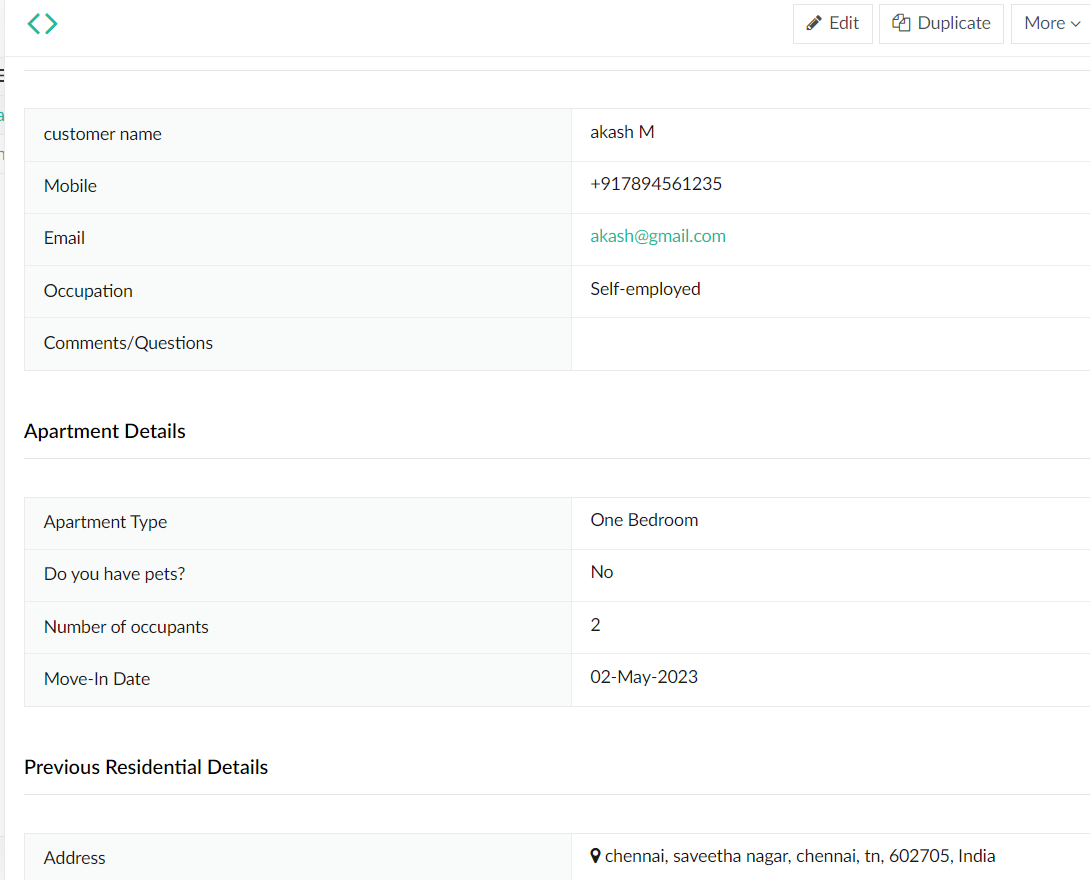 Edit
Duplicate
More
customer name
akash M
Mobile
+917894561235
Email
akash@gmail.com
Occupation
Self-employed
Comments/Questions
Apartment Details
Apartment Type
One Bedroom
Do you have pets?
No
Number of occupants
2
Move-In Date
02-May-2023
Previous Residential Details
Address
chennai, saveetha nagar, chennai, tn, 602705, India